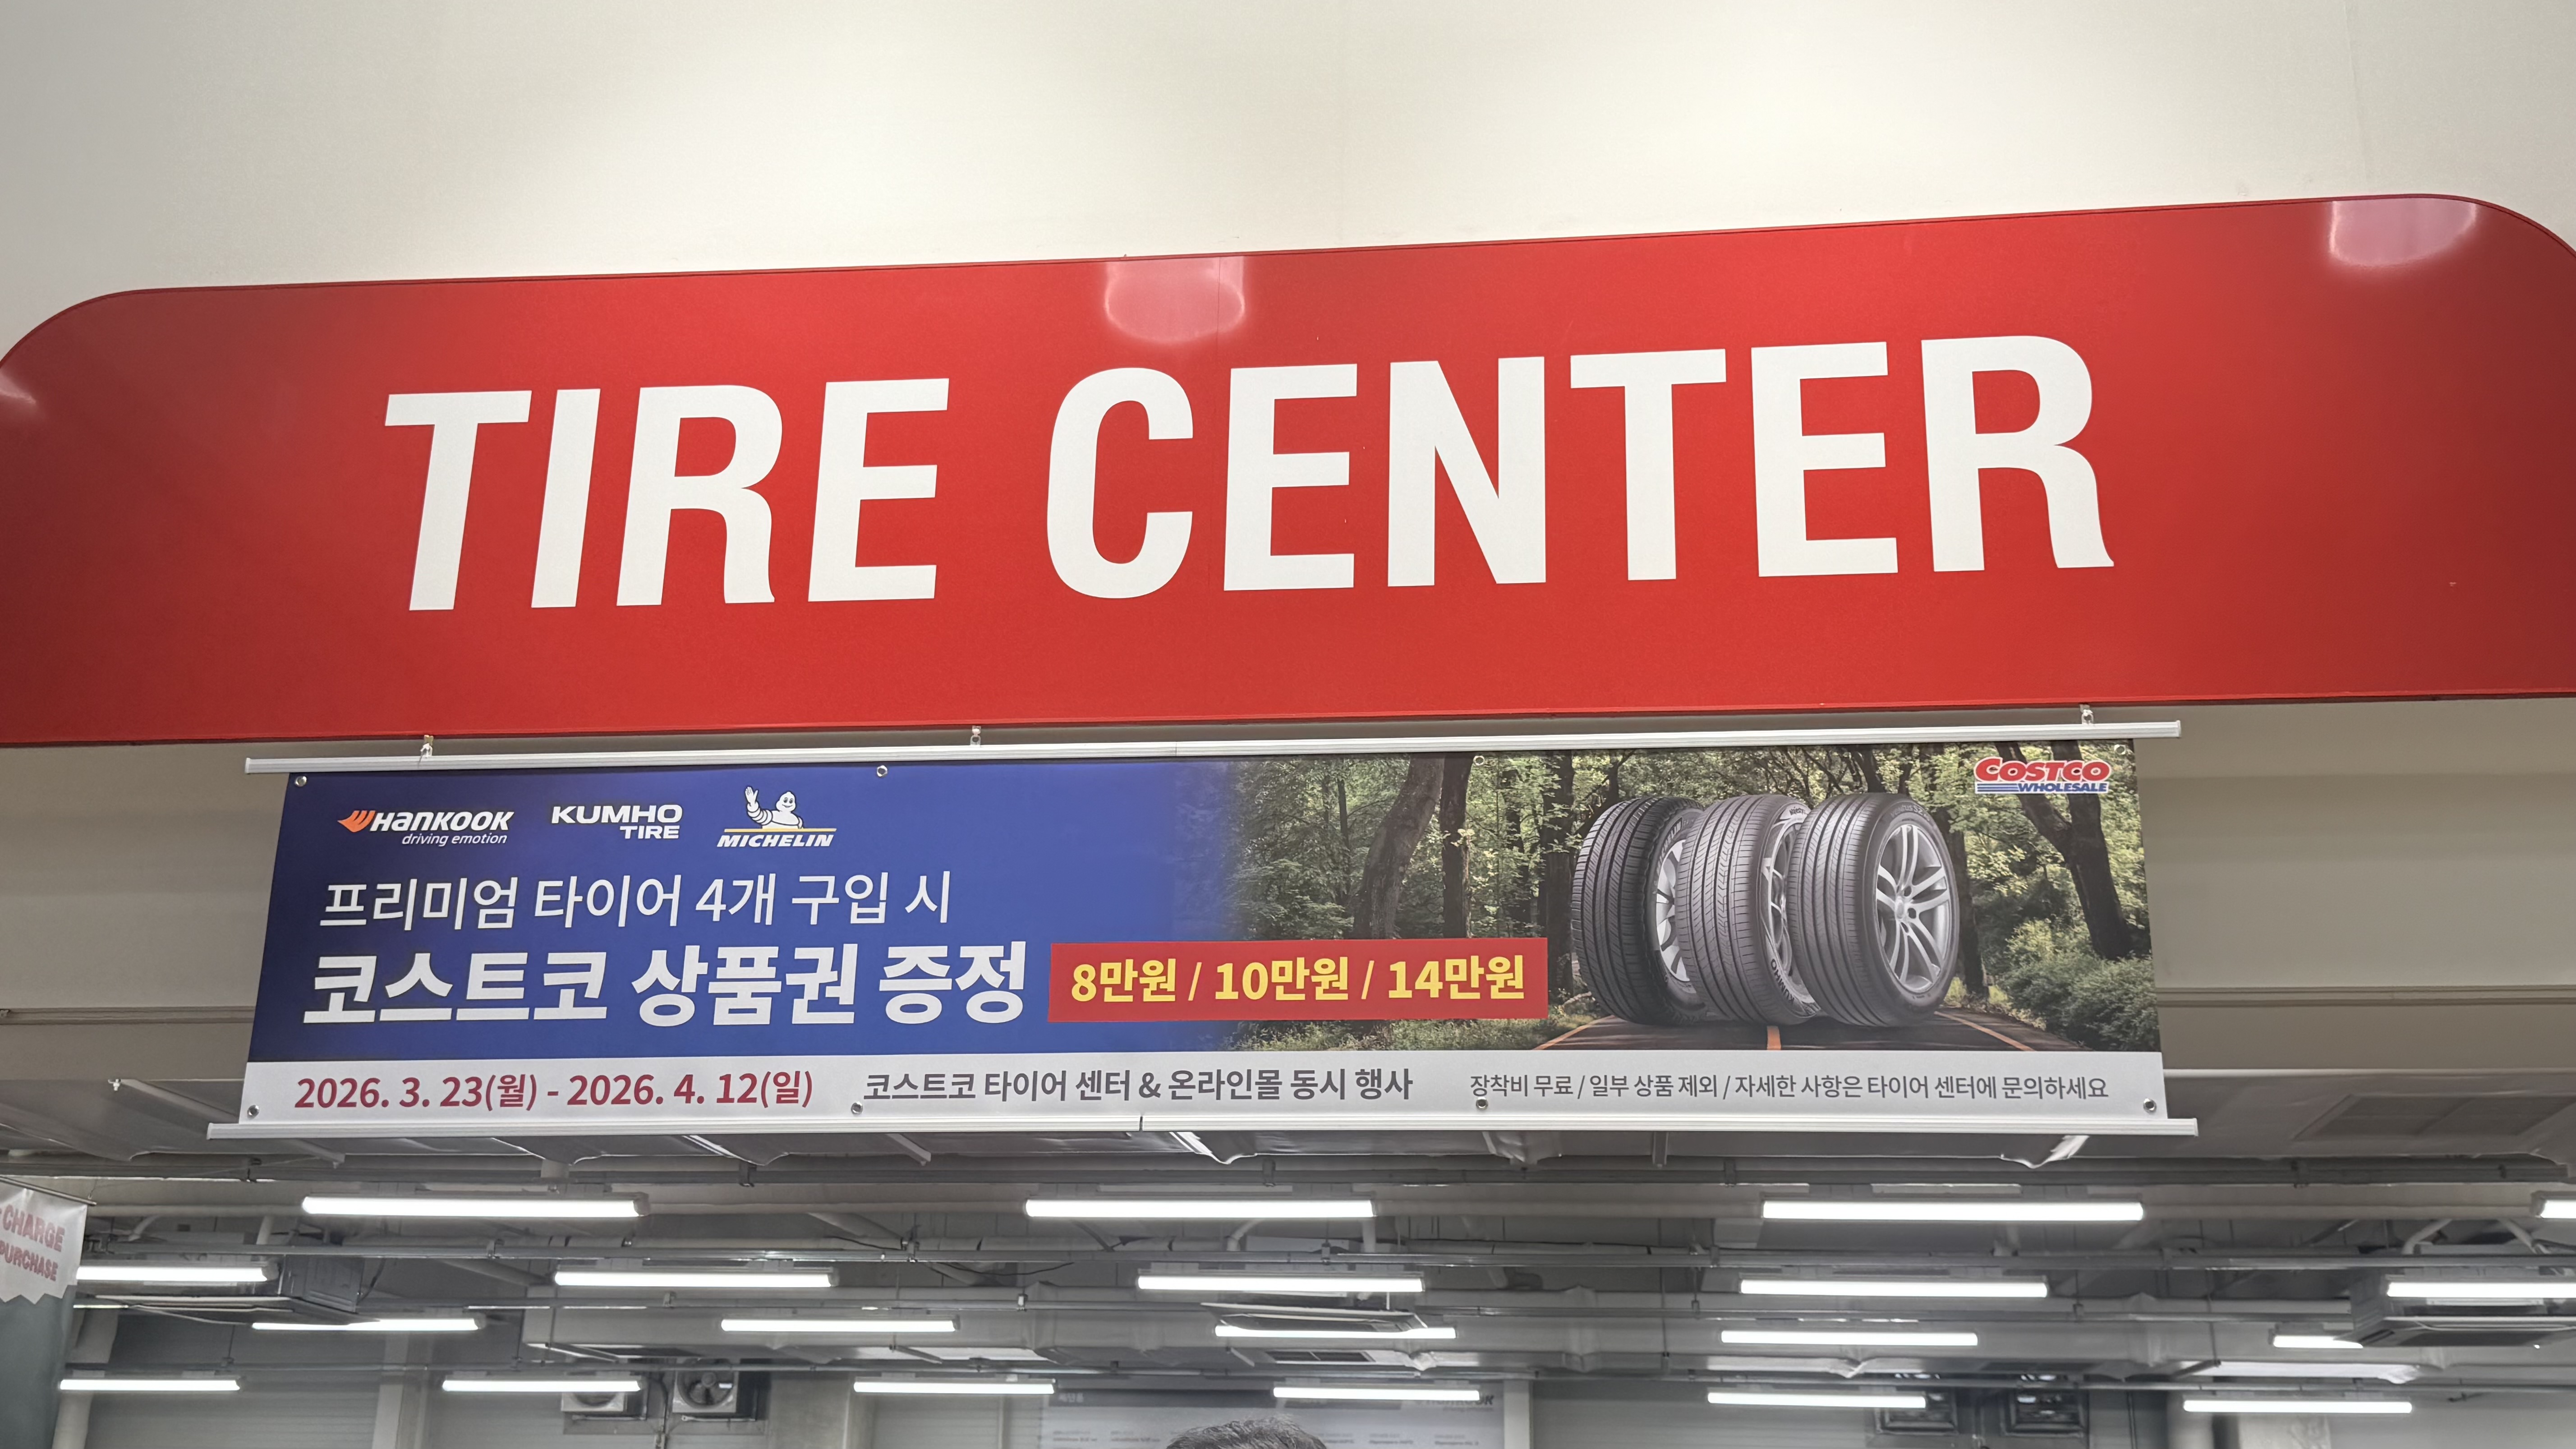 TIRE CENTER
HANKOOK
driving emotion
KUMHO
TIRE
MICHELIN
COSTCO
WHOLESALE
프리미엄 타이어 4개 구입 시
코스트코 상품권 증정
8만원 / 10만원 / 14만원
2026. 3. 23(월) - 2026. 4. 12(일)
코스트코 타이어 센터 & 온라인몰 동시 행사
장착비 무료 / 일부 상품 제외 / 자세한 사항은 타이어 센터에 문의하세요
CHARGE
PURCHASE